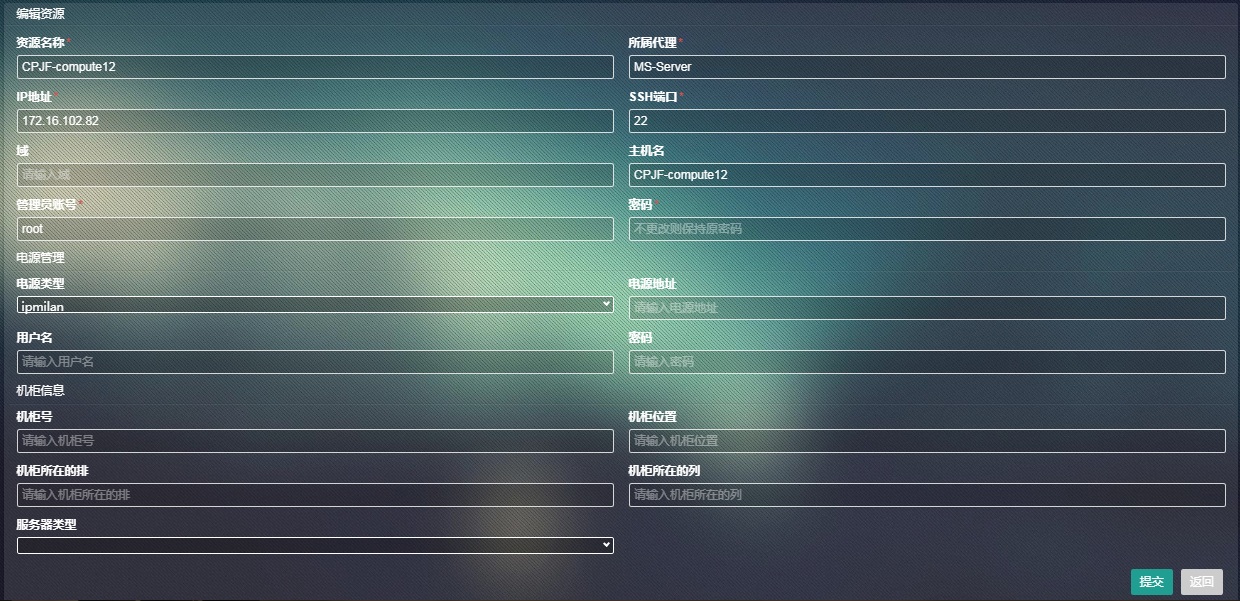 编辑资源
资源名称* 所属代理*
CPJF-compute12 MS-Server
IP地址* SSH端口*
172.16.102.82 22
域 主机名
请输入域 CPJF-compute12
管理员账号* 密码*
root 不更改则保持原密码
电源管理
电源类型 电源地址
ipmilan 请输入电源地址
用户名 密码
请输入用户名 请输入密码
机柜信息
机柜号 机柜位置
请输入机柜号 请输入机柜位置
机柜所在的排 机柜所在的列
请输入机柜所在的排 请输入机柜所在的列
服务器类型
提交 返回